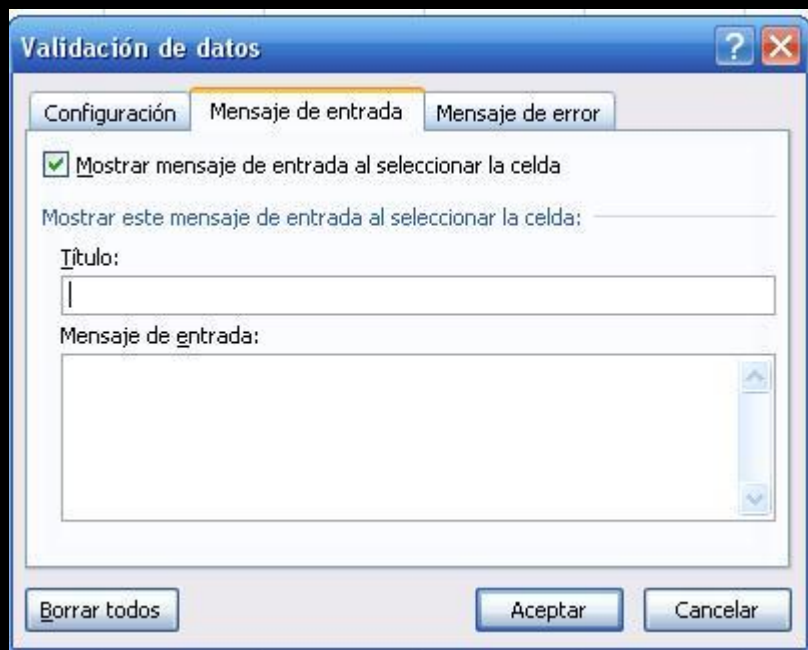 Validación de datos
?
Configuración Mensaje de entrada Mensaje de error
Mostrar mensaje de entrada al seleccionar la celda
Mostrar este mensaje de entrada al seleccionar la celda:
Título:
Mensaje de entrada:
Borrar todos Aceptar Cancelar